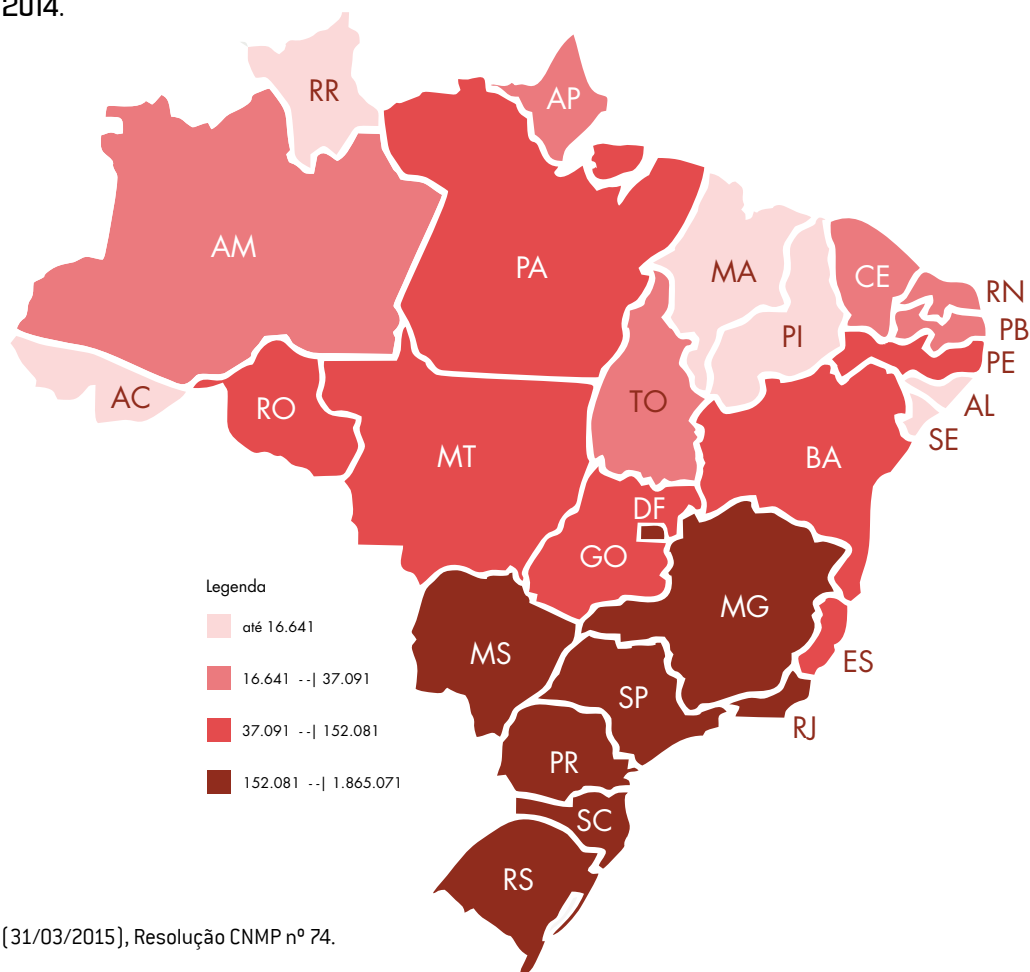 2014.
RR
AP
AM
PA
MA
CE
RN
PI
PB
PE
AC
RO
TO
AL
SE
MT
BA
DF
GO
Legenda
MG
até 16.641
MS
ES
16.641 --| 37.091
SP
RJ
37.091 --| 152.081
PR
152.081 --| 1.865.071
SC
RS
(31/03/2015), Resolução CNMP nº 74.